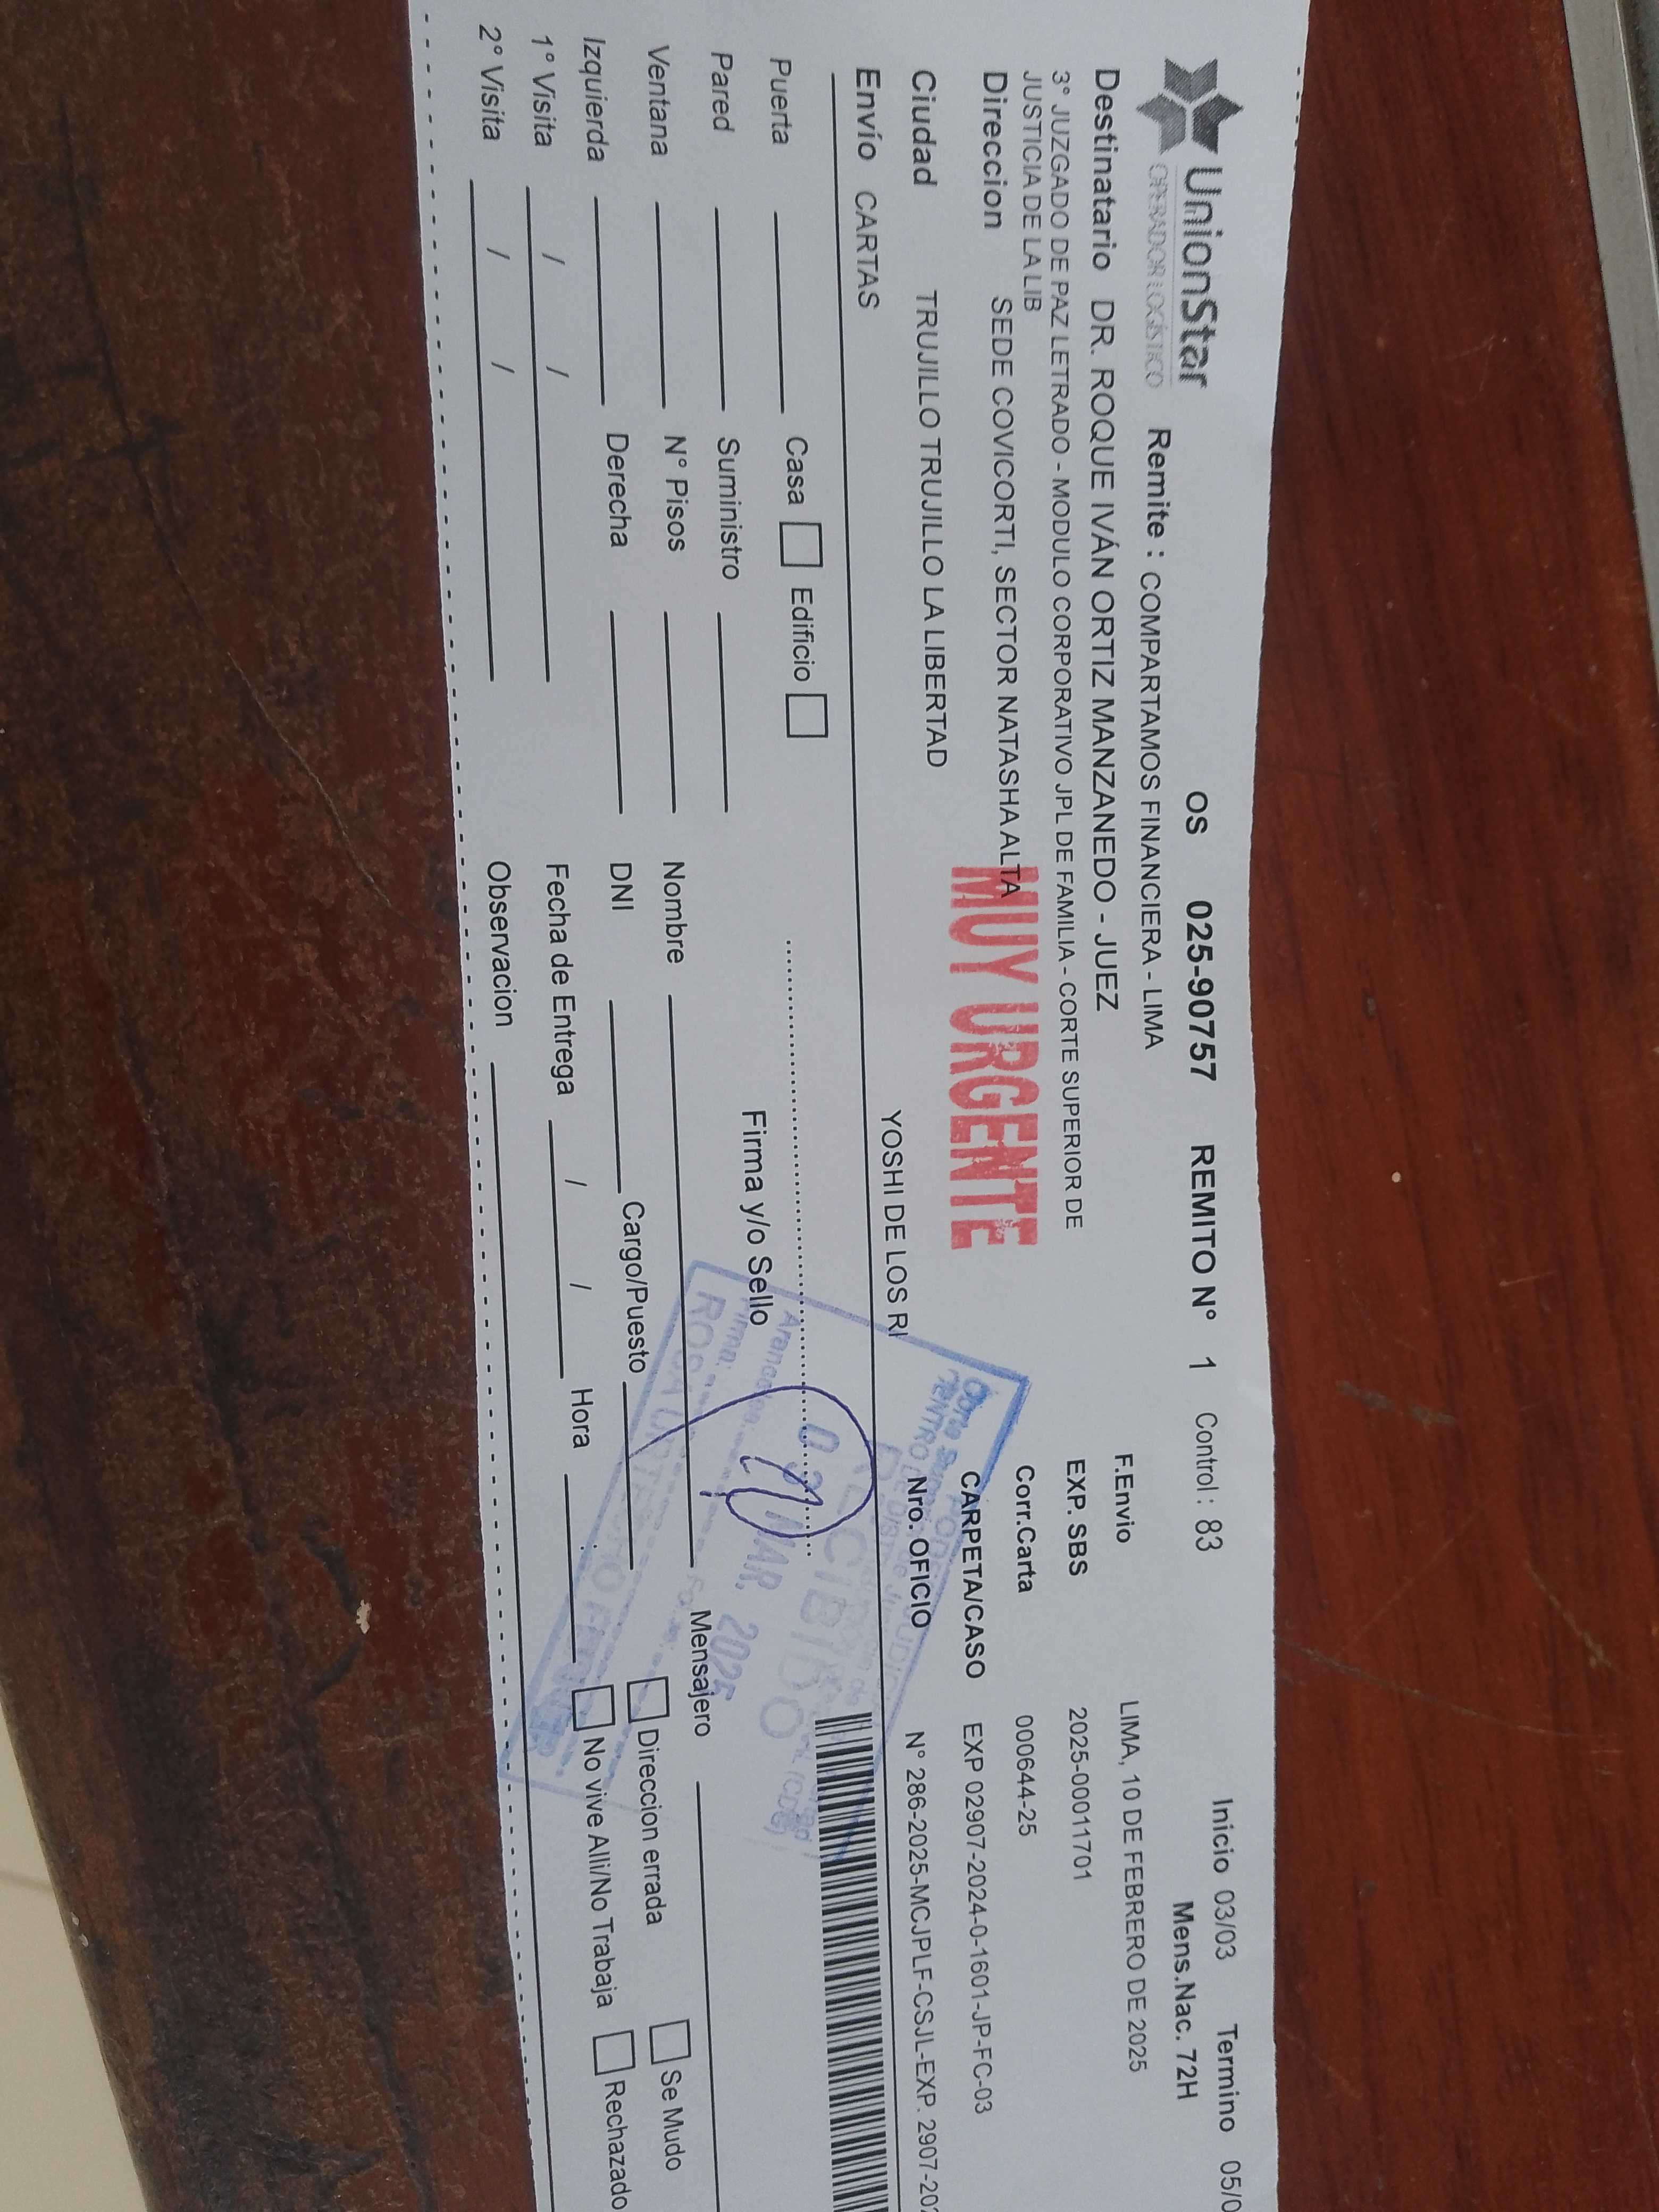 UnionStar
OPERADOR LOGÍSTICO
OS 025-90757 REMITO N° 1 Control : 83 Inicio 03/03 Termino 05/0
Remite : COMPARTAMOS FINANCIERA - LIMA Mens.Nac. 72H
Destinatario DR. ROQUE IVÁN ORTIZ MANZANEDO - JUEZ
3° JUZGADO DE PAZ LETRADO - MODULO CORPORATIVO JPL DE FAMILIA - CORTE SUPERIOR DE
JUSTICIA DE LA LIB
Direccion SEDE COVICORTI, SECTOR NATASHA ALTA
Ciudad TRUJILLO TRUJILLO LA LIBERTAD
MUY URGENTE
F.Envio LIMA, 10 DE FEBRERO DE 2025
EXP. SBS 2025-00011701
Corr.Carta 000644-25
CARPETA/CASO EXP 02907-2024-0-1601-JP-FC-03
Nro. OFICIO N° 286-2025-MCJPLF-CSJL-EXP. 2907-202
Envío CARTAS YOSHI DE LOS RI
Puerta Casa Edificio
Pared Suministro Firma y/o Sello
Ventana N° Pisos Nombre Mensajero
Izquierda Derecha DNI Cargo/Puesto Direccion errada Se Mudo
1° Visita / / Fecha de Entrega / / Hora No vive Alli/No Trabaja Rechazado
2° Visita / / Observacion
RECIBIDO
MAR. 2025